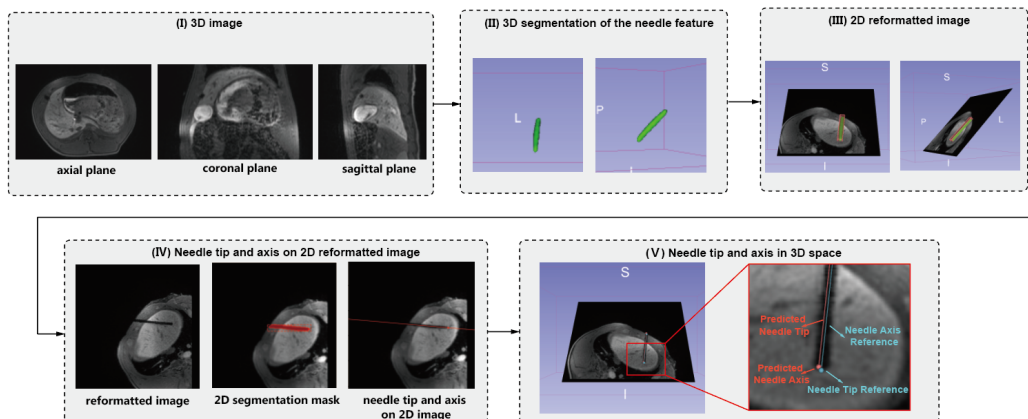 (I) 3D image
axial plane
coronal plane
sagittal plane
(II) 3D segmentation of the needle feature
L
P
I
(III) 2D reformatted image
S
I
S
P
L
I
(IV) Needle tip and axis on 2D reformatted image
reformatted image
2D segmentation mask
needle tip and axis
on 2D image
(V) Needle tip and axis in 3D space
S
I
Predicted
Needle Tip
Needle Axis
Reference
Predicted
Needle Axis
Needle Tip Reference